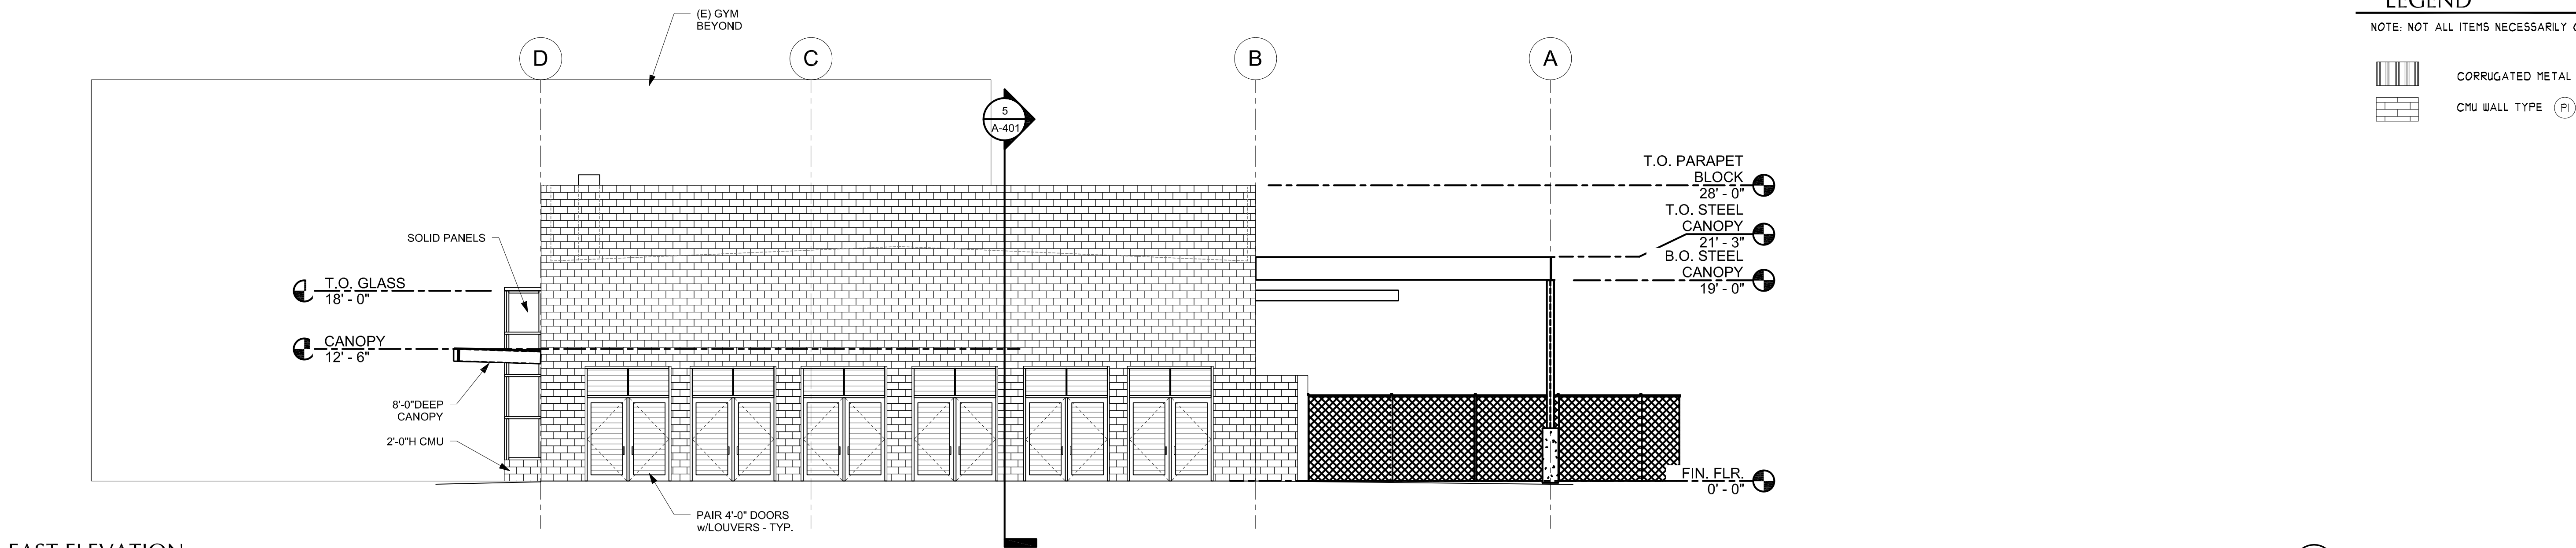 (E) GYM
BEYOND
LEGEND
NOTE: NOT ALL ITEMS NECESSARILY
D
C
B
A
CORRUGATED METAL
CMU WALL TYPE P1
5
A-401
T.O. PARAPET
BLOCK
28' - 0"
T.O. STEEL
CANOPY
21' - 3"
B.O. STEEL
CANOPY
19' - 0"
SOLID PANELS
T.O. GLASS
18' - 0"
CANOPY
12' - 6"
8'-0"DEEP
CANOPY
2'-0"H CMU
FIN. FLR.
0' - 0"
PAIR 4'-0" DOORS
w/LOUVERS - TYP.
EAST ELEVATION